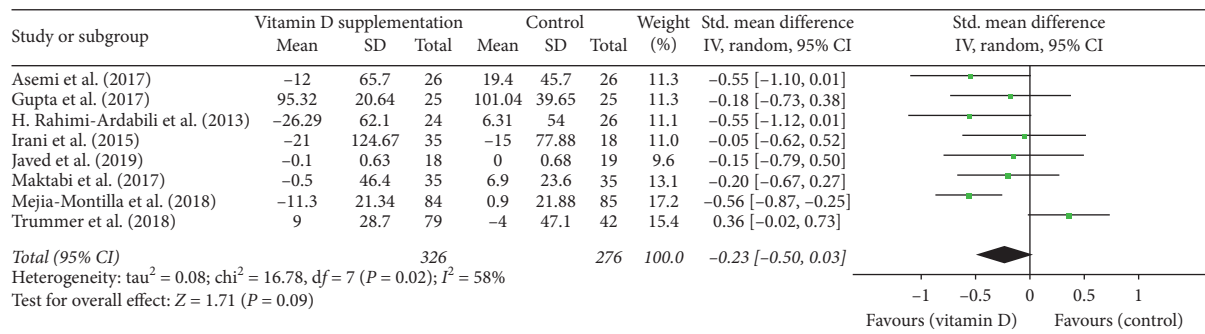 Study or subgroup Vitamin D supplementation Control Weight (%) Std. mean difference IV, random, 95% CI Std. mean difference IV, random, 95% CI
Mean SD Total Mean SD Total
Asemi et al. (2017) –12 65.7 26 19.4 45.7 26 11.3 –0.55 [–1.10, 0.01]
Gupta et al. (2017) 95.32 20.64 25 101.04 39.65 25 11.3 –0.18 [–0.73, 0.38]
H. Rahimi-Ardabili et al. (2013) –26.29 62.1 24 6.31 54 26 11.1 –0.55 [–1.12, 0.01]
Irani et al. (2015) –21 124.67 35 –15 77.88 18 11.0 –0.05 [–0.62, 0.52]
Javed et al. (2019) –0.1 0.63 18 0 0.68 19 9.6 –0.15 [–0.79, 0.50]
Maktabi et al. (2017) –0.5 46.4 35 6.9 23.6 35 13.1 –0.20 [–0.67, 0.27]
Mejia-Montilla et al. (2018) –11.3 21.34 84 0.9 21.88 85 17.2 –0.56 [–0.87, –0.25]
Trummer et al. (2018) 9 28.7 79 –4 47.1 42 15.4 0.36 [–0.02, 0.73]
Total (95% CI) 326 276 100.0 –0.23 [–0.50, 0.03]
Heterogeneity: tau² = 0.08; chi² = 16.78, df = 7 (P = 0.02); I² = 58%
Test for overall effect: Z = 1.71 (P = 0.09)
–1 –0.5 0 0.5 1
Favours (vitamin D) Favours (control)